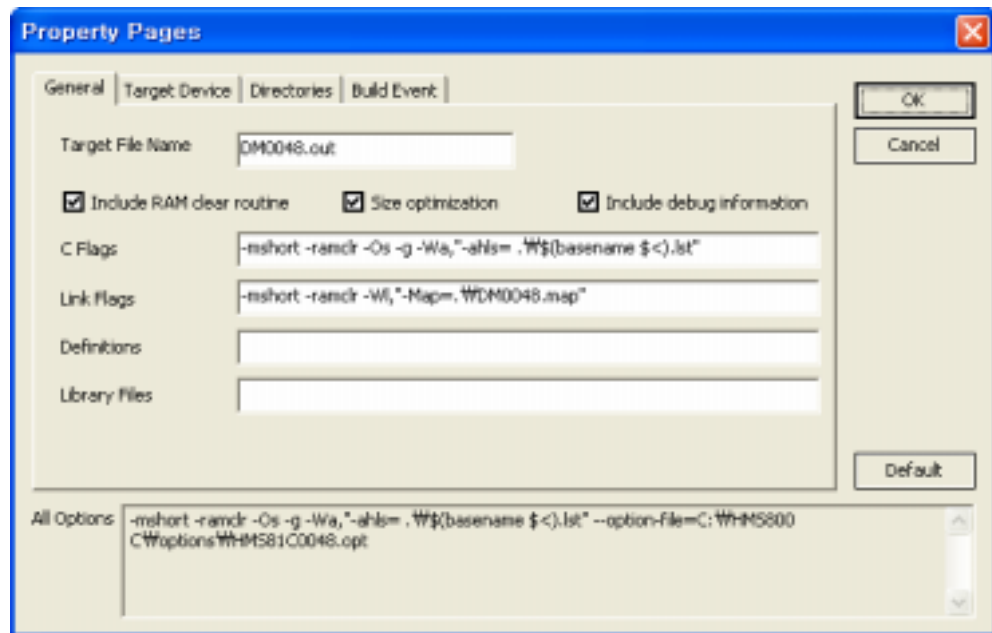 Property Pages
General Target Device Directories Build Event
OK
Target File Name DM0048.out
Cancel
Include RAM clear routine Size optimization Include debug information
C Flags -mshort -ramclr -Os -g -Wa,"-ahls= .₩$(basename $<).lst"
Link Flags -mshort -ramclr -Wl,"-Map=.₩DM0048.map"
Definitions
Library Files
Default
All Options -mshort -ramclr -Os -g -Wa,"-ahls= .₩$(basename $<).lst" --option-file=C:₩HMS800
C₩options₩HMS81C0048.opt